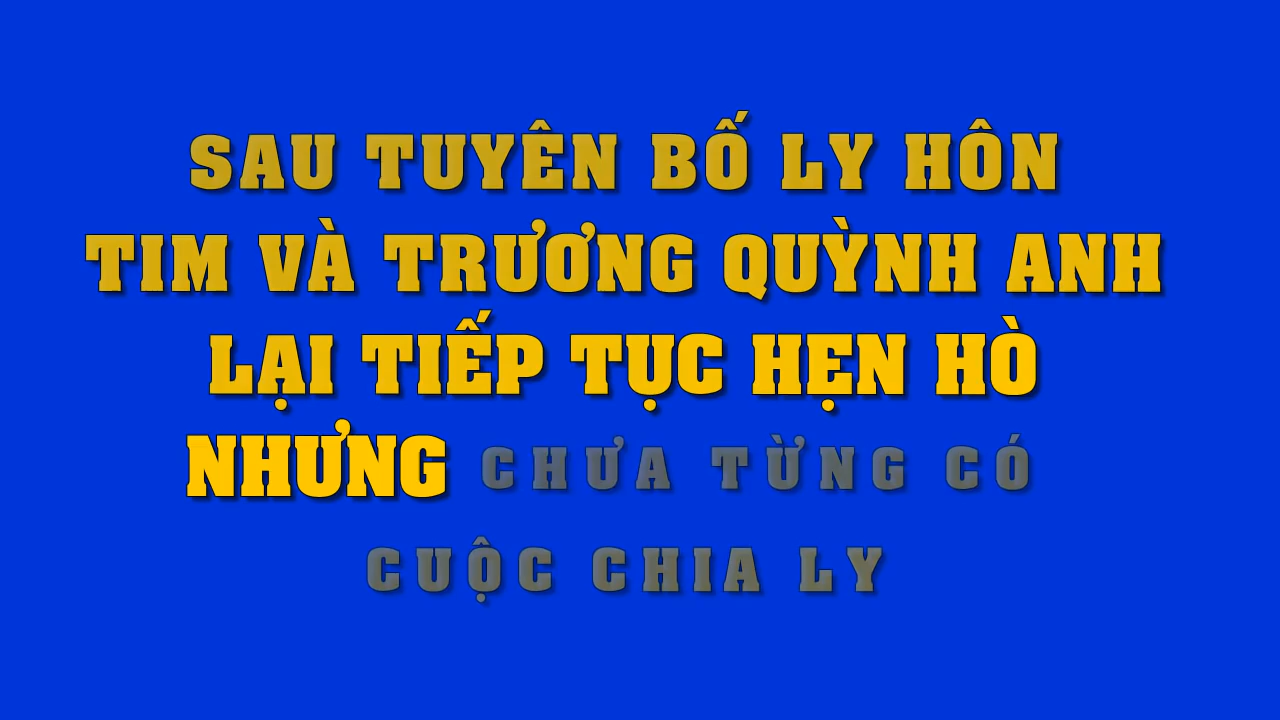 SAU TUYÊN BỐ LY HÔN
TIM VÀ TRƯƠNG QUỲNH ANH
LẠI TIẾP TỤC HẸN HÒ
NHƯNG CHƯA TỪNG CÓ
CUỘC CHIA LY